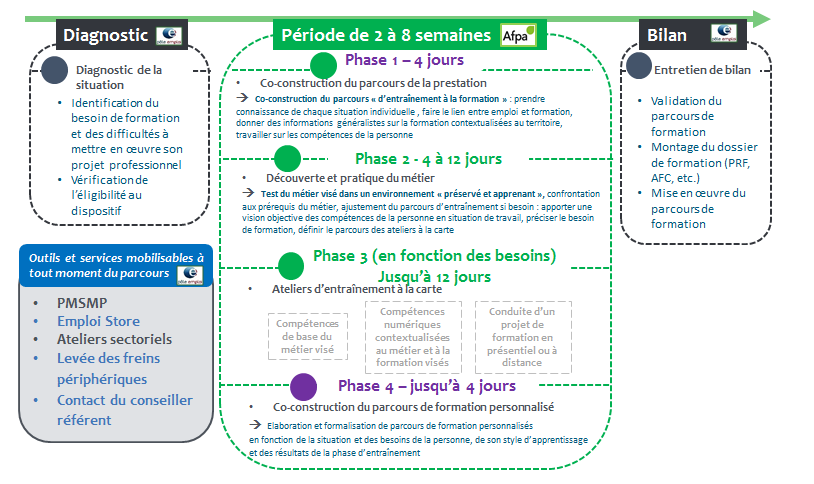 Diagnostic
pôle emploi
Diagnostic de la
situation
• Identification du
besoin de formation
et des difficultés à
mettre en œuvre son
projet professionnel
• Vérification de
l'éligibilité au
dispositif
Outils et services mobilisables à
tout moment du parcours
pôle emploi
• PMSMP
• Emploi Store
• Ateliers sectoriels
• Levée des freins
périphériques
• Contact du conseiller
référent
Période de 2 à 8 semaines
Afpa
Phase 1 – 4 jours
• Co-construction du parcours de la prestation
→ Co-construction du parcours « d'entraînement à la formation » : prendre
connaissance de chaque situation individuelle , faire le lien entre emploi et formation,
donner des informations généralistes sur la formation contextualisées au territoire,
travailler sur les compétences de la personne
Phase 2 - 4 à 12 jours
• Découverte et pratique du métier
→ Test du métier visé dans un environnement « préservé et apprenant », confrontation
aux prérequis du métier, ajustement du parcours d'entraînement si besoin : apporter une
vision objective des compétences de la personne en situation de travail, préciser le besoin
de formation, définir le parcours des ateliers à la carte
Phase 3 (en fonction des besoins)
Jusqu'à 12 jours
• Ateliers d'entraînement à la carte
Compétences
de base du
métier visé
Compétences
numériques
contextualisées
au métier et à la
formation visés
Conduite d'un
projet de
formation en
présentiel ou à
distance
Phase 4 – jusqu'à 4 jours
• Co-construction du parcours de formation personnalisé
→ Elaboration et formalisation de parcours de formation personnalisés
en fonction de la situation et des besoins de la personne, de son style d'apprentissage
et des résultats de la phase d'entraînement
Bilan
pôle emploi
Entretien de bilan
• Validation du
parcours de
formation
• Montage du dossier
de formation (PRF,
AFC, etc.)
• Mise en œuvre du
parcours de
formation